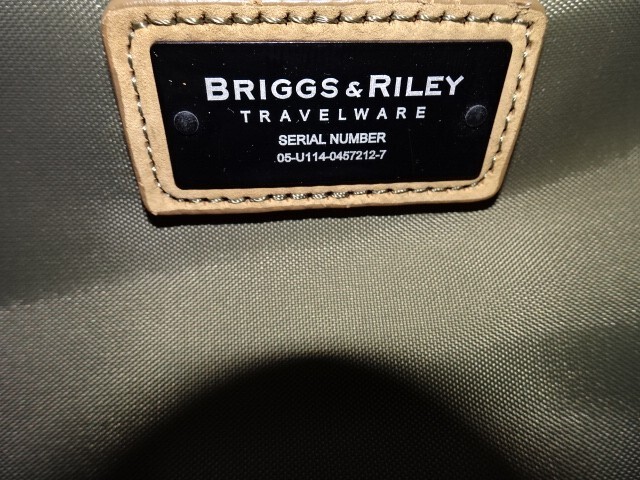 BRIGGS & RILEY
TRAVELWARE
SERIAL NUMBER
05-U114-0457212-7